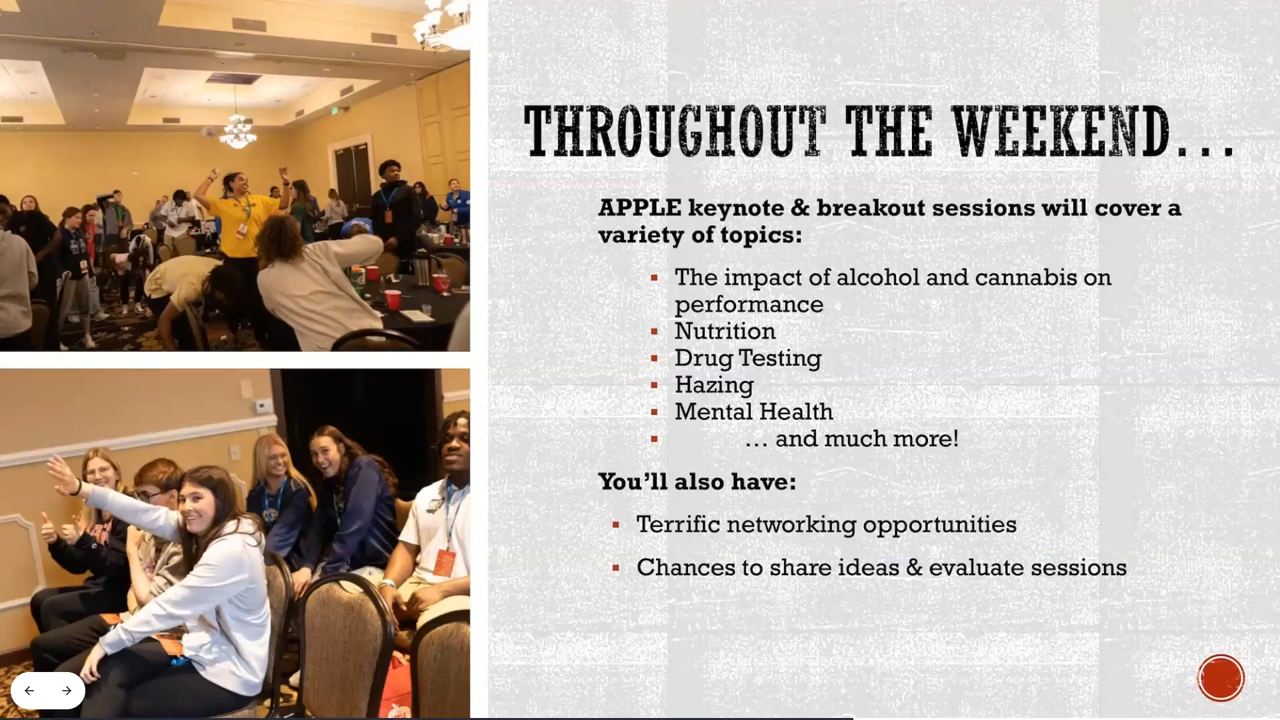 THROUGHOUT THE WEEKEND...
APPLE keynote & breakout sessions will cover a
variety of topics:
The impact of alcohol and cannabis on
performance
Nutrition
Drug Testing
Hazing
Mental Health
… and much more!
You’ll also have:
Terrific networking opportunities
Chances to share ideas & evaluate sessions